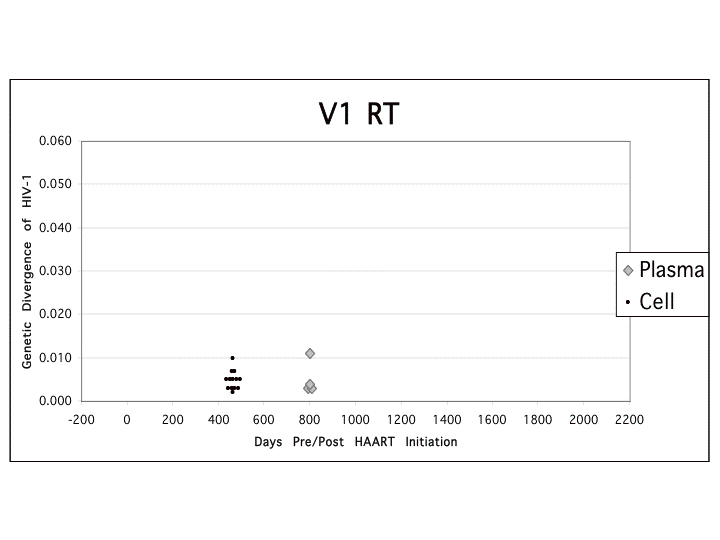 V1 RT
0.060
0.050
0.040
0.030
0.020
0.010
0.000
Genetic Divergence of HIV-1
Plasma
Cell
-200 0 200 400 600 800 1000 1200 1400 1600 1800 2000 2200
Days Pre/Post HAART Initiation